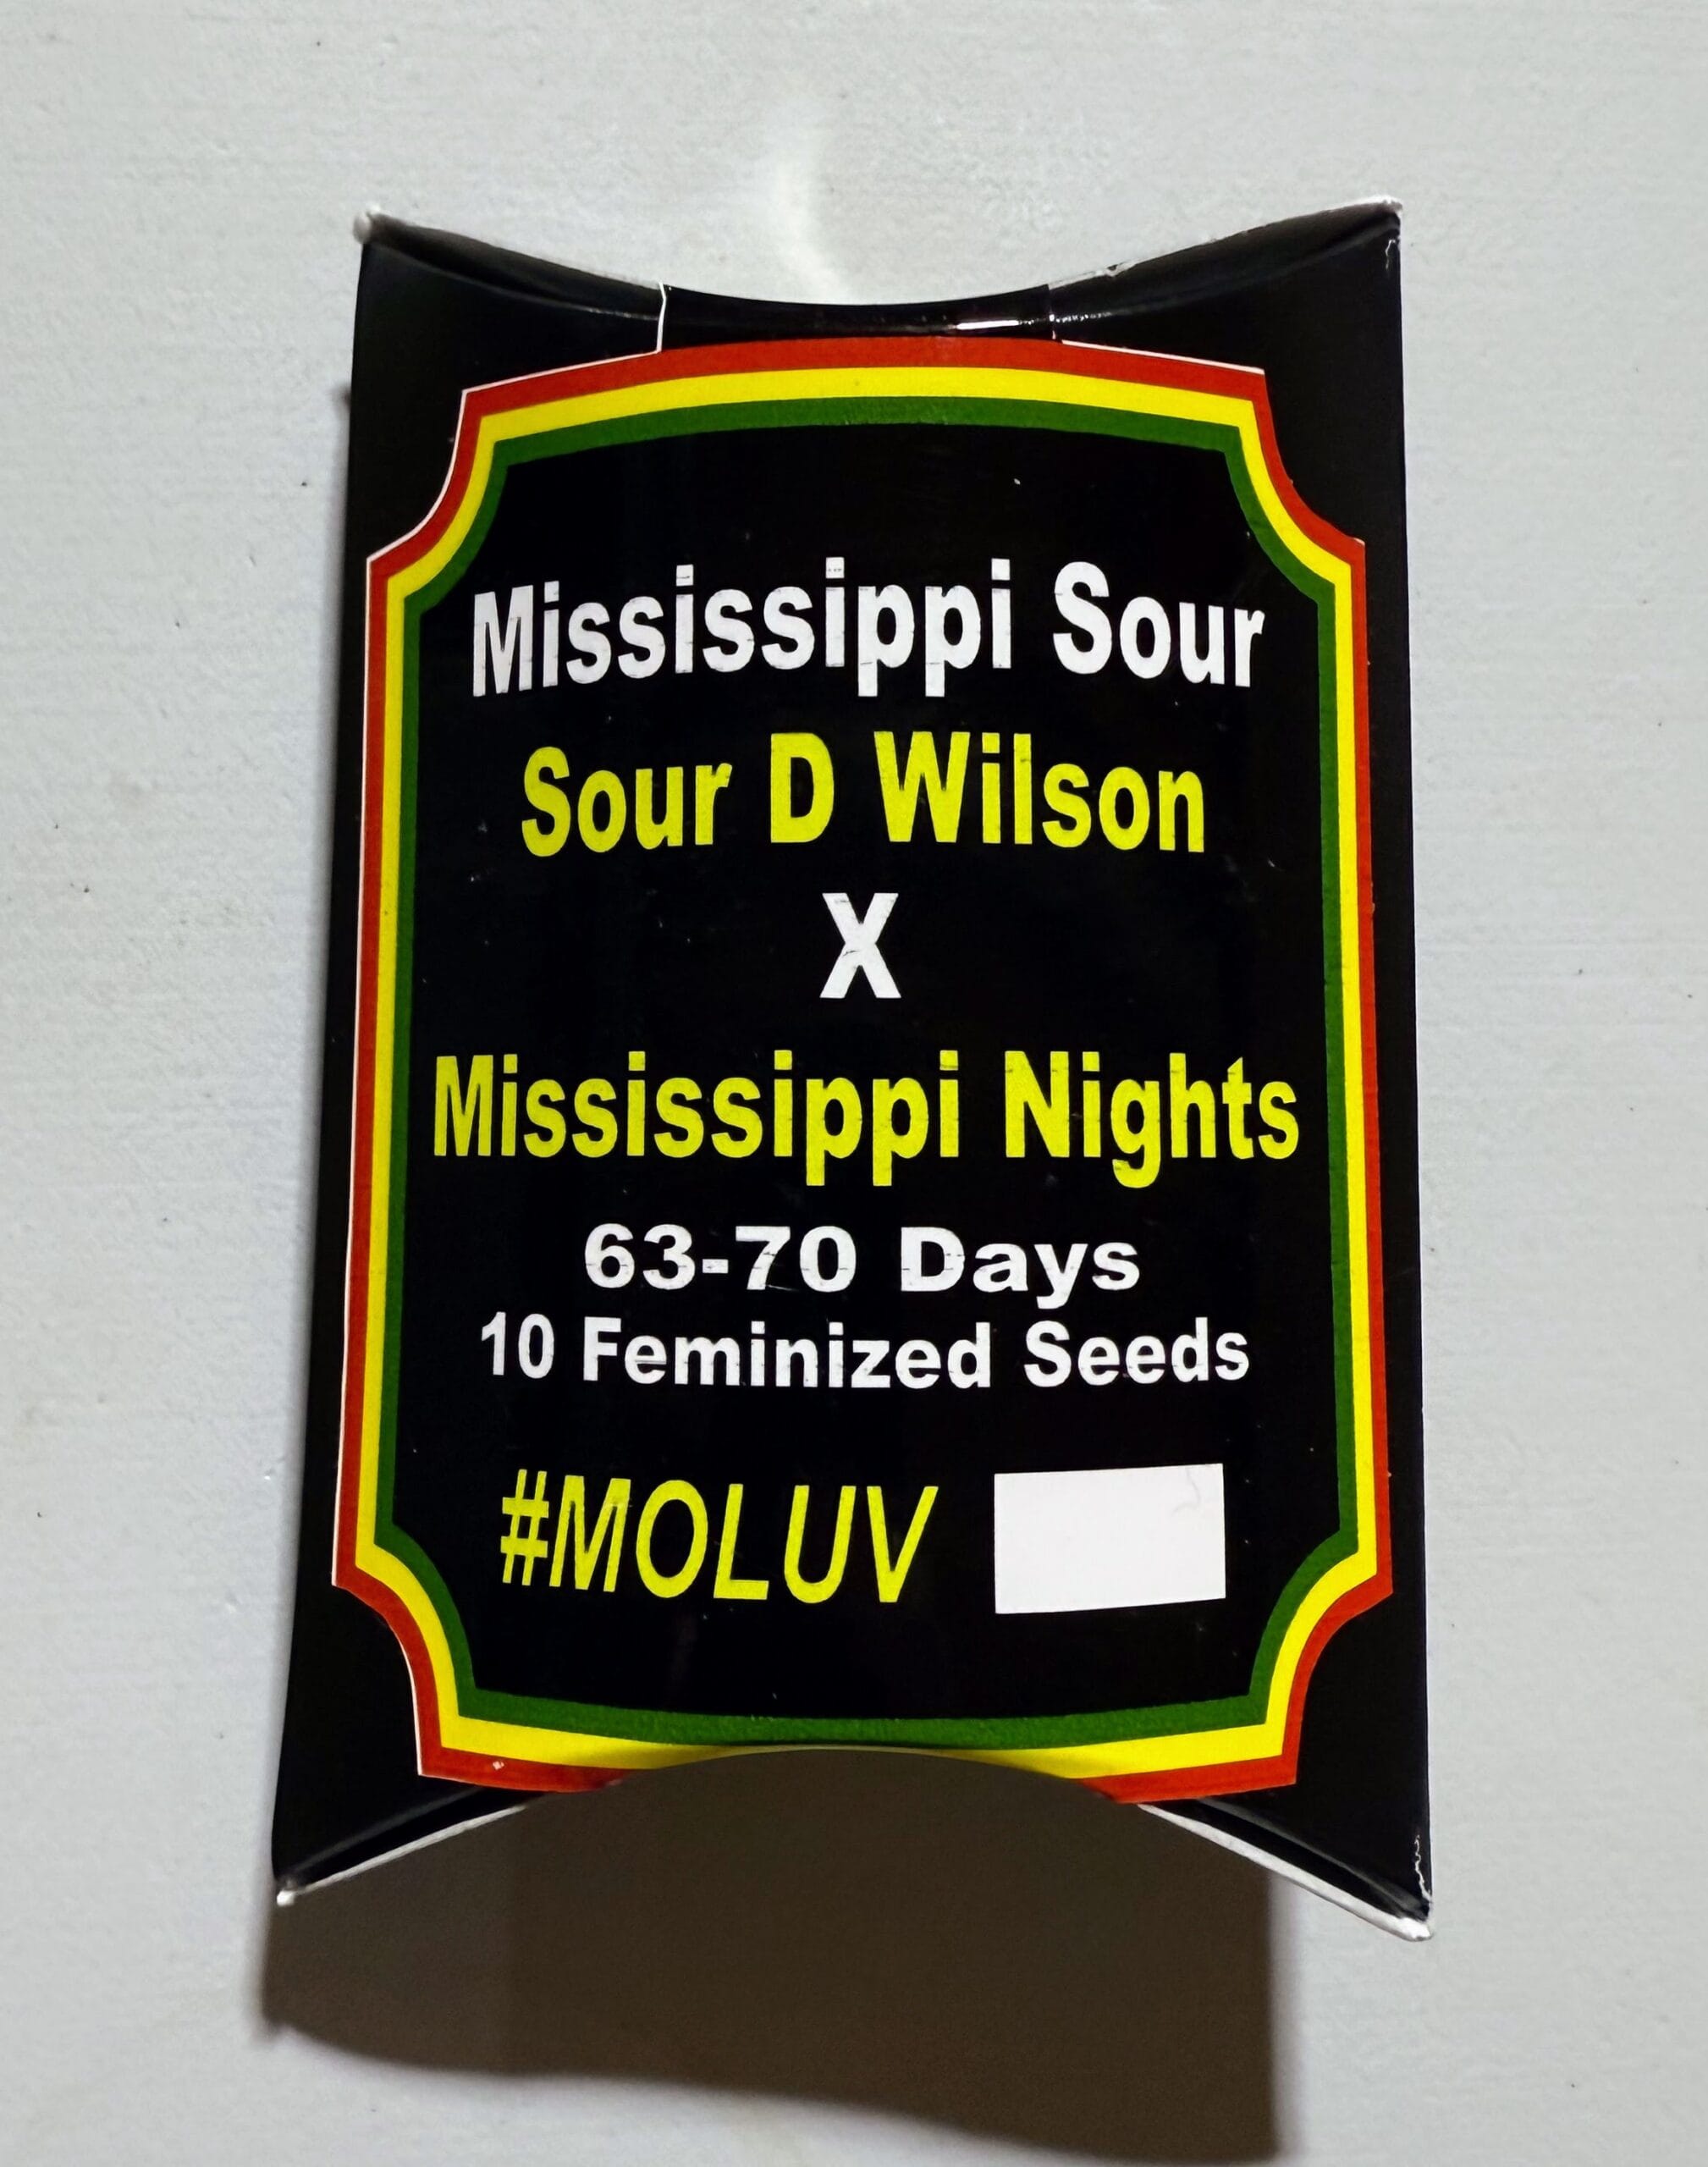 Mississippi Sour
Sour D Wilson
X
Mississippi Nights
63-70 Days
10 Feminized Seeds
#MOLUV